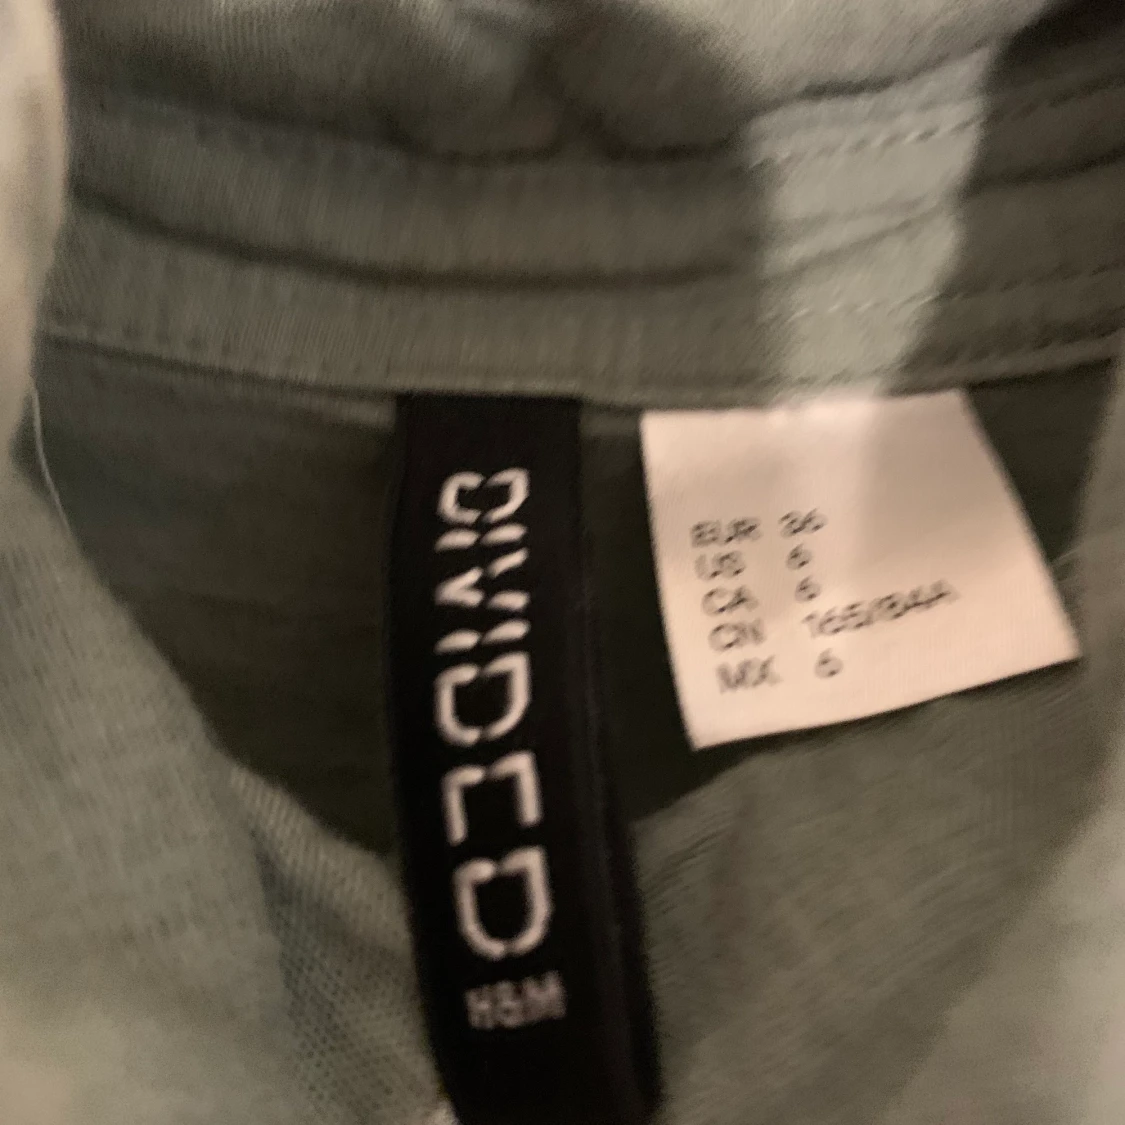 DIVIDED
H&M
EUR 36
US 6
CA 6
CN 165/84A
MX 6